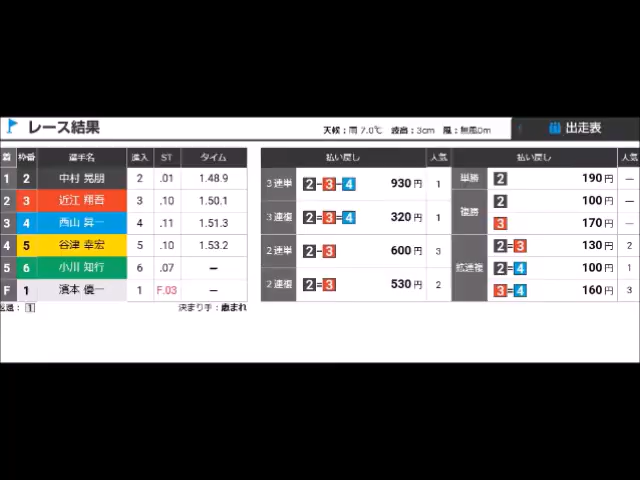 レース結果
天候：雨 7.0℃ 波高：3cm 風：無風0m
出走表
着 枠番 選手名 進入 ST タイム
1 2 中村 晃朋 2 .01 1.48.9
2 3 近江 翔吾 3 .10 1.50.1
3 4 西山 昇一 4 .11 1.51.3
4 5 谷津 幸宏 5 .10 1.53.2
5 6 小川 知行 6 .07 –
F 1 濱本 優一 1 F.03 –
返還：1 決まり手：恵まれ
払い戻し 人気
3連単 2-3-4 930円 1
3連複 2=3=4 320円 1
2連単 2-3 600円 3
2連複 2=3 530円 2
払い戻し 人気
単勝 2 190円 –
複勝 2 100円 –
3 170円 –
拡連複 2=3 130円 2
2=4 100円 1
3=4 160円 3